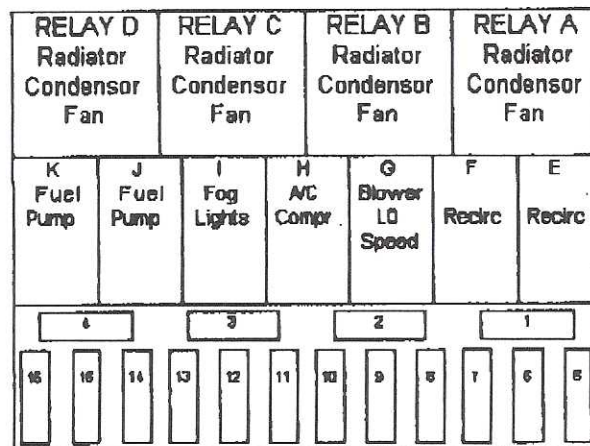 RELAY D
Radiator
Condensor
Fan
RELAY C
Radiator
Condensor
Fan
RELAY B
Radiator
Condensor
Fan
RELAY A
Radiator
Condensor
Fan
K
Fuel
Pump
J
Fuel
Pump
I
Fog
Lights
H
A/C
Compr
G
Blower
LO
Speed
F
Recirc
E
Recirc
4
3
2
1
16
15
14
13
12
11
10
9
8
7
6
5